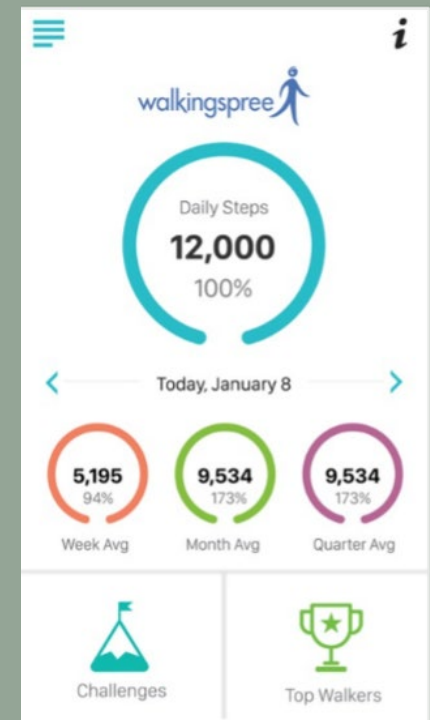 i
walkingspree
Daily Steps
12,000
100%
Today, January 8
5,195 9,534 9,534
94% 173% 173%
Week Avg Month Avg Quarter Avg
Challenges Top Walkers